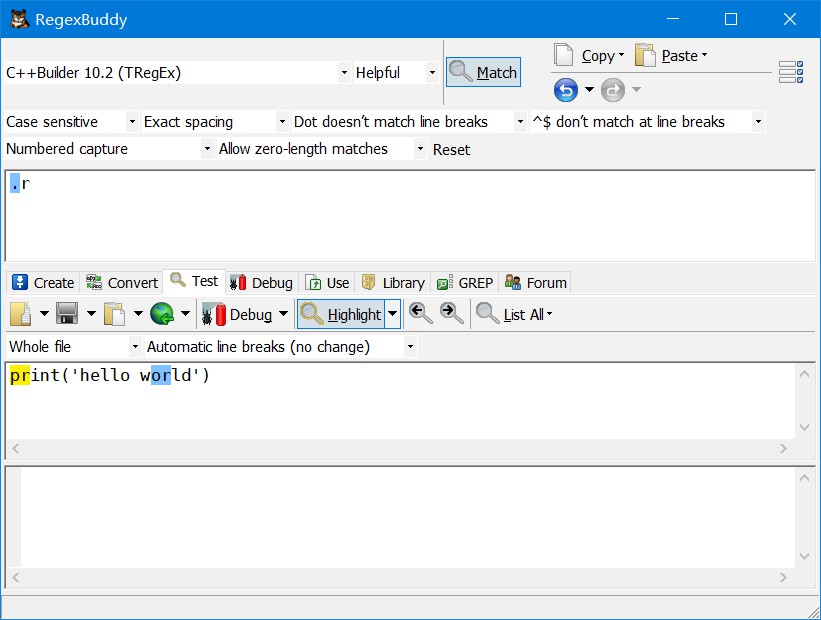 RegexBuddy
C++Builder 10.2 (TRegEx) Helpful Match Copy Paste
Case sensitive Exact spacing Dot doesn't match line breaks ^$ don't match at line breaks
Numbered capture Allow zero-length matches Reset
.r
Create Convert Test Debug Use Library GREP Forum
Debug Highlight List All
Whole file Automatic line breaks (no change)
print('hello world')